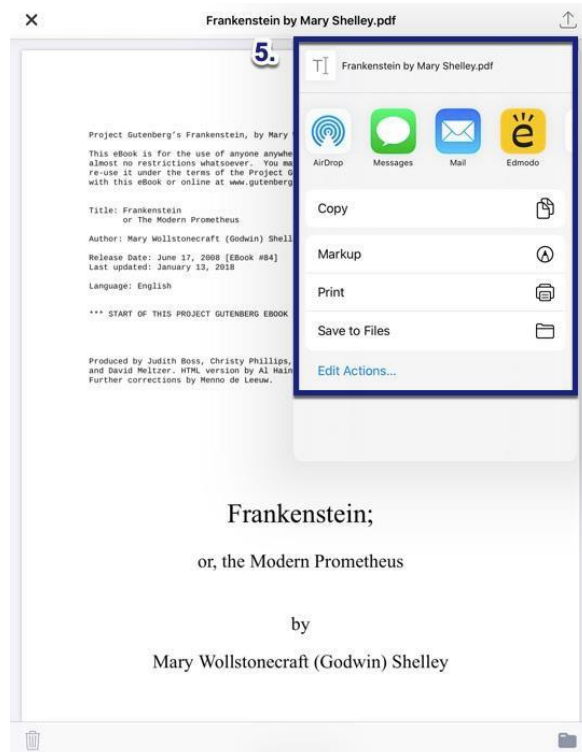 Frankenstein by Mary Shelley.pdf
5.
Frankenstein by Mary Shelley.pdf
AirDrop
Messages
Mail
Edmodo
Copy
Markup
Print
Save to Files
Edit Actions...
Project Gutenberg's Frankenstein, by Mary
This eBook is for the use of anyone anywhe
almost no restrictions whatsoever. You ma
re-use it under the terms of the Project G
with this eBook or online at www.gutenberg
Title: Frankenstein
or The Modern Prometheus
Author: Mary Wollstonecraft (Godwin) Shell
Release Date: June 17, 2008 [EBook #84]
Last updated: January 13, 2018
Language: English
*** START OF THIS PROJECT GUTENBERG EBOOK
Produced by Judith Boss, Christy Phillips,
and David Meltzer. HTML version by Al Hain
Further corrections by Menno de Leeuw.
Frankenstein;
or, the Modern Prometheus
by
Mary Wollstonecraft (Godwin) Shelley